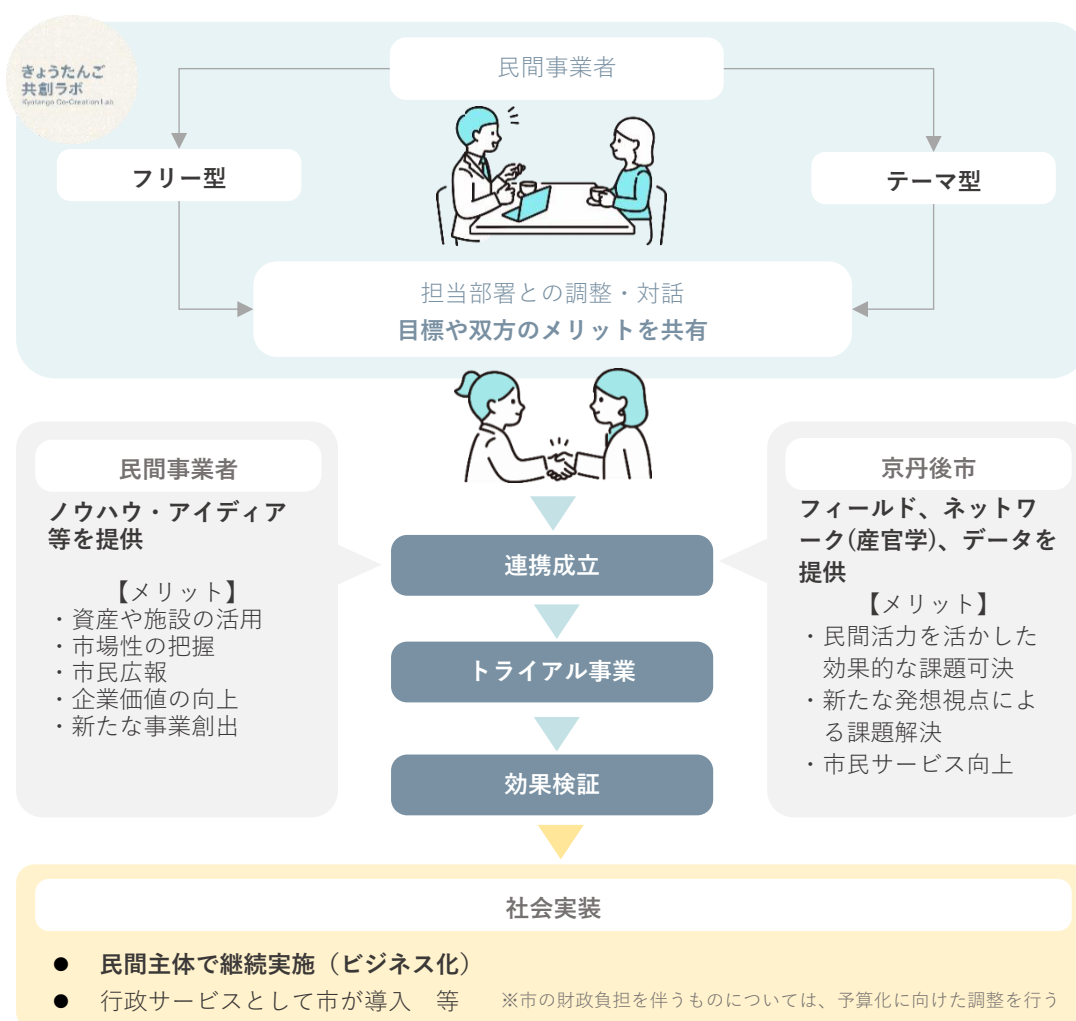 きょうたんご
共創ラボ
Kyotango Co-Creation Lab
民間事業者
フリー型
テーマ型
担当部署との調整・対話
目標や双方のメリットを共有
民間事業者
ノウハウ・アイディア
等を提供
【メリット】
・資産や施設の活用
・市場性の把握
・市民広報
・企業価値の向上
・新たな事業創出
連携成立
トライアル事業
効果検証
京丹後市
フィールド、ネットワ
ーク(産官学)、データを
提供
【メリット】
・民間活力を活かした
効果的な課題可決
・新たな発想視点によ
る課題解決
・市民サービス向上
社会実装
● 民間主体で継続実施（ビジネス化）
● 行政サービスとして市が導入　等
※市の財政負担を伴うものについては、予算化に向けた調整を行う